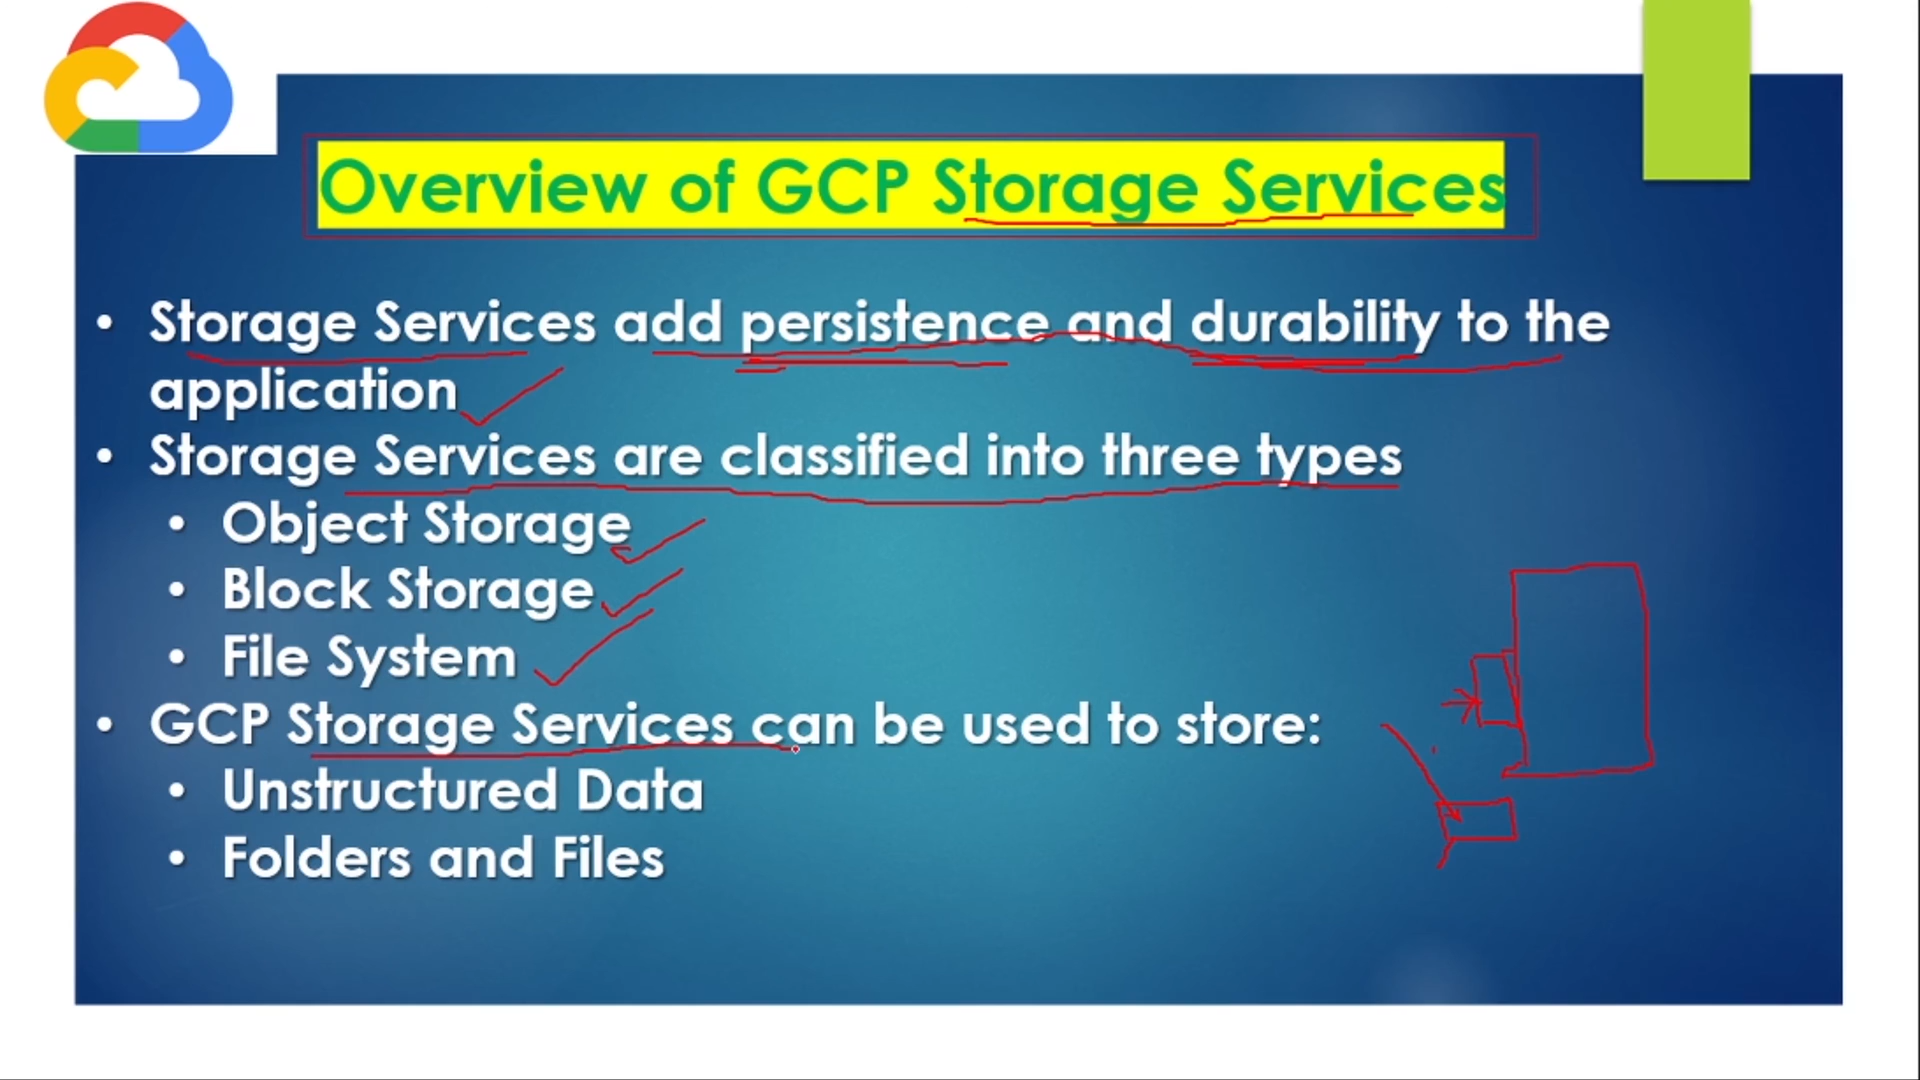 Overview of GCP Storage Services
• Storage Services add persistence and durability to the
application
• Storage Services are classified into three types
• Object Storage
• Block Storage
• File System
• GCP Storage Services can be used to store:
• Unstructured Data
• Folders and Files